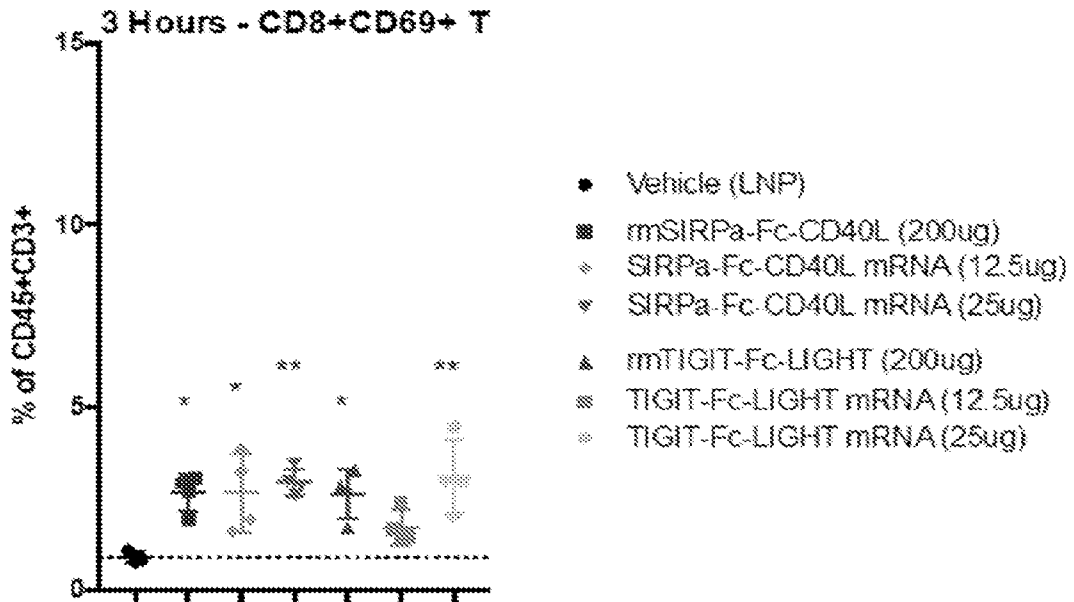 3 Hours - CD8+CD69+ T
15
10
5
0
% of CD45+CD3+
*
*
**
*
**
Vehicle (LNP)
rmSIRPa-Fc-CD40L (200ug)
SIRPa-Fc-CD40L mRNA (12.5ug)
SIRPa-Fc-CD40L mRNA (25ug)
rmTIGIT-Fc-LIGHT (200ug)
TIGIT-Fc-LIGHT mRNA (12.5ug)
TIGIT-Fc-LIGHT mRNA (25ug)